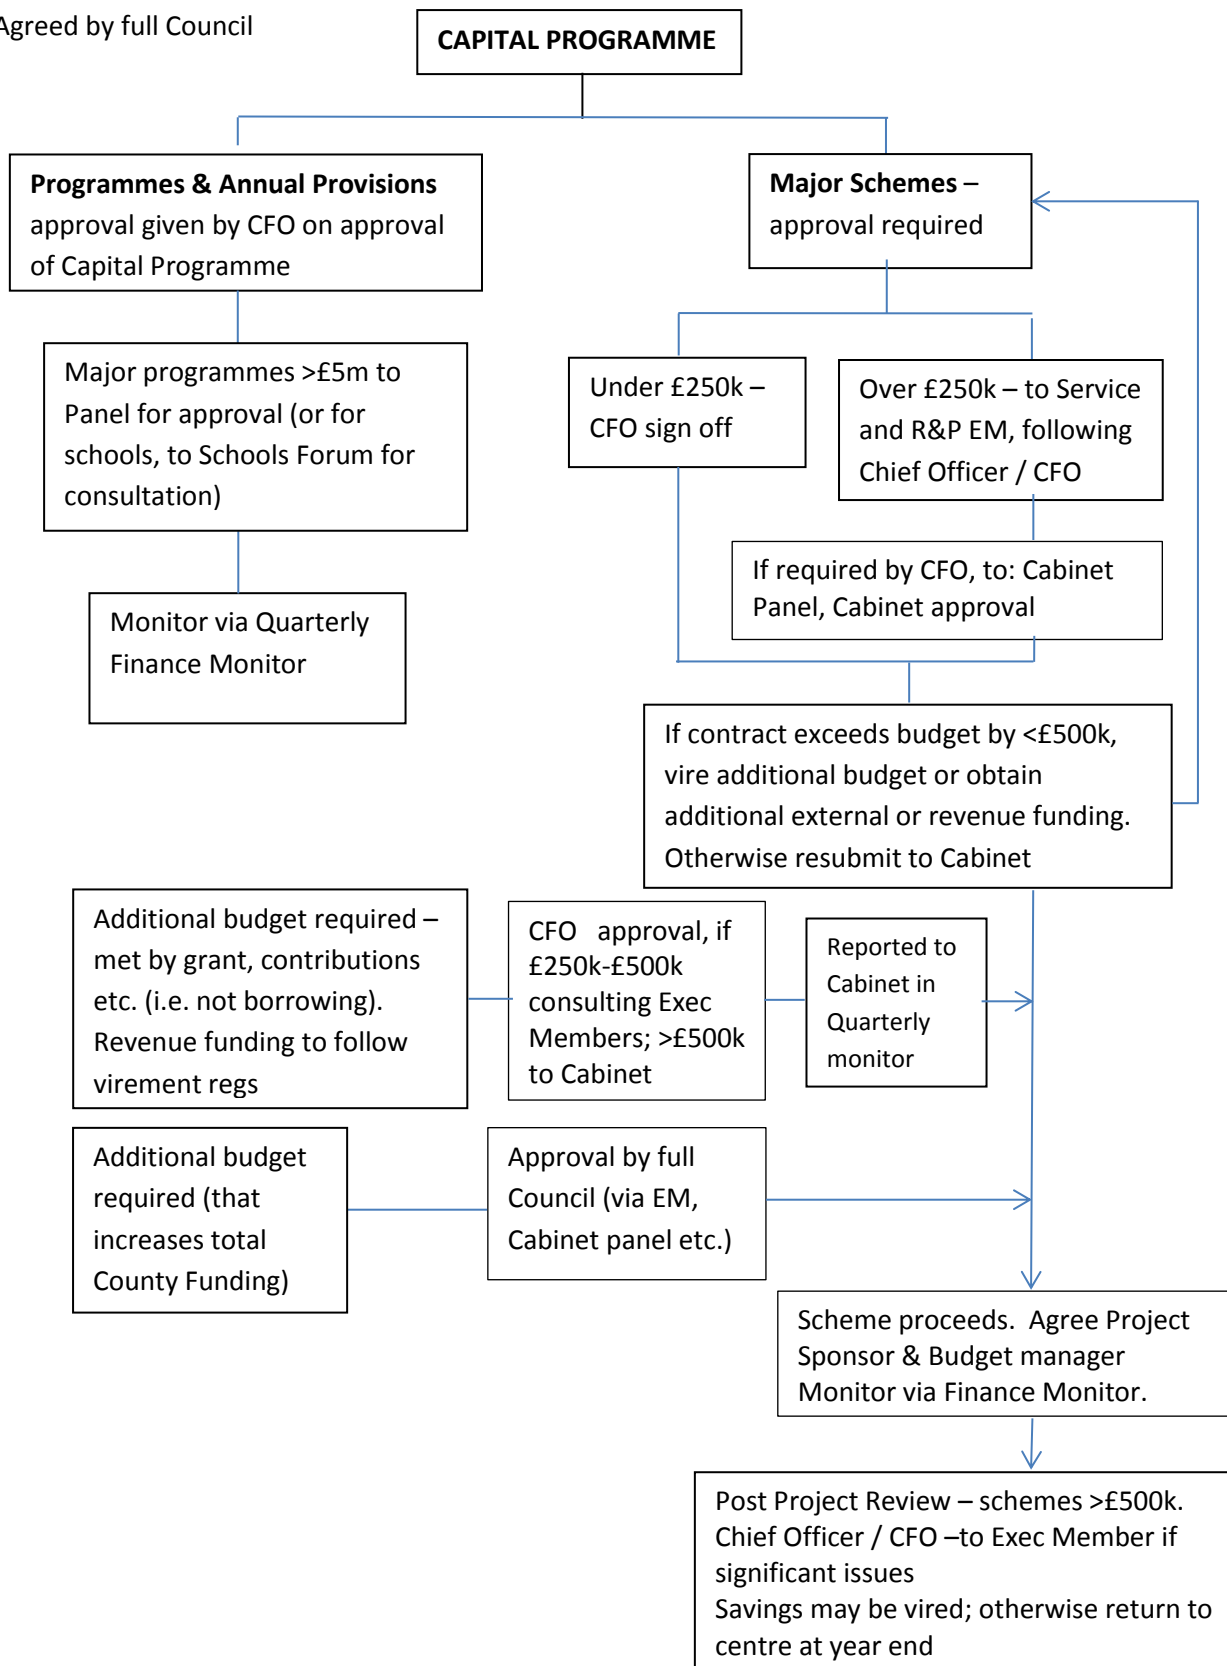 Agreed by full Council
CAPITAL PROGRAMME
Programmes & Annual Provisions
approval given by CFO on approval
of Capital Programme
Major Schemes –
approval required
Major programmes >£5m to
Panel for approval (or for
schools, to Schools Forum for
consultation)
Under £250k –
CFO sign off
Over £250k – to Service
and R&P EM, following
Chief Officer / CFO
If required by CFO, to: Cabinet
Panel, Cabinet approval
Monitor via Quarterly
Finance Monitor
If contract exceeds budget by <£500k,
vire additional budget or obtain
additional external or revenue funding.
Otherwise resubmit to Cabinet
Additional budget required –
met by grant, contributions
etc. (i.e. not borrowing).
Revenue funding to follow
virement regs
CFO approval, if
£250k-£500k
consulting Exec
Members; >£500k
to Cabinet
Reported to
Cabinet in
Quarterly
monitor
Additional budget
required (that
increases total
County Funding)
Approval by full
Council (via EM,
Cabinet panel etc.)
Scheme proceeds. Agree Project
Sponsor & Budget manager
Monitor via Finance Monitor.
Post Project Review – schemes >£500k.
Chief Officer / CFO –to Exec Member if
significant issues
Savings may be vired; otherwise return to
centre at year end